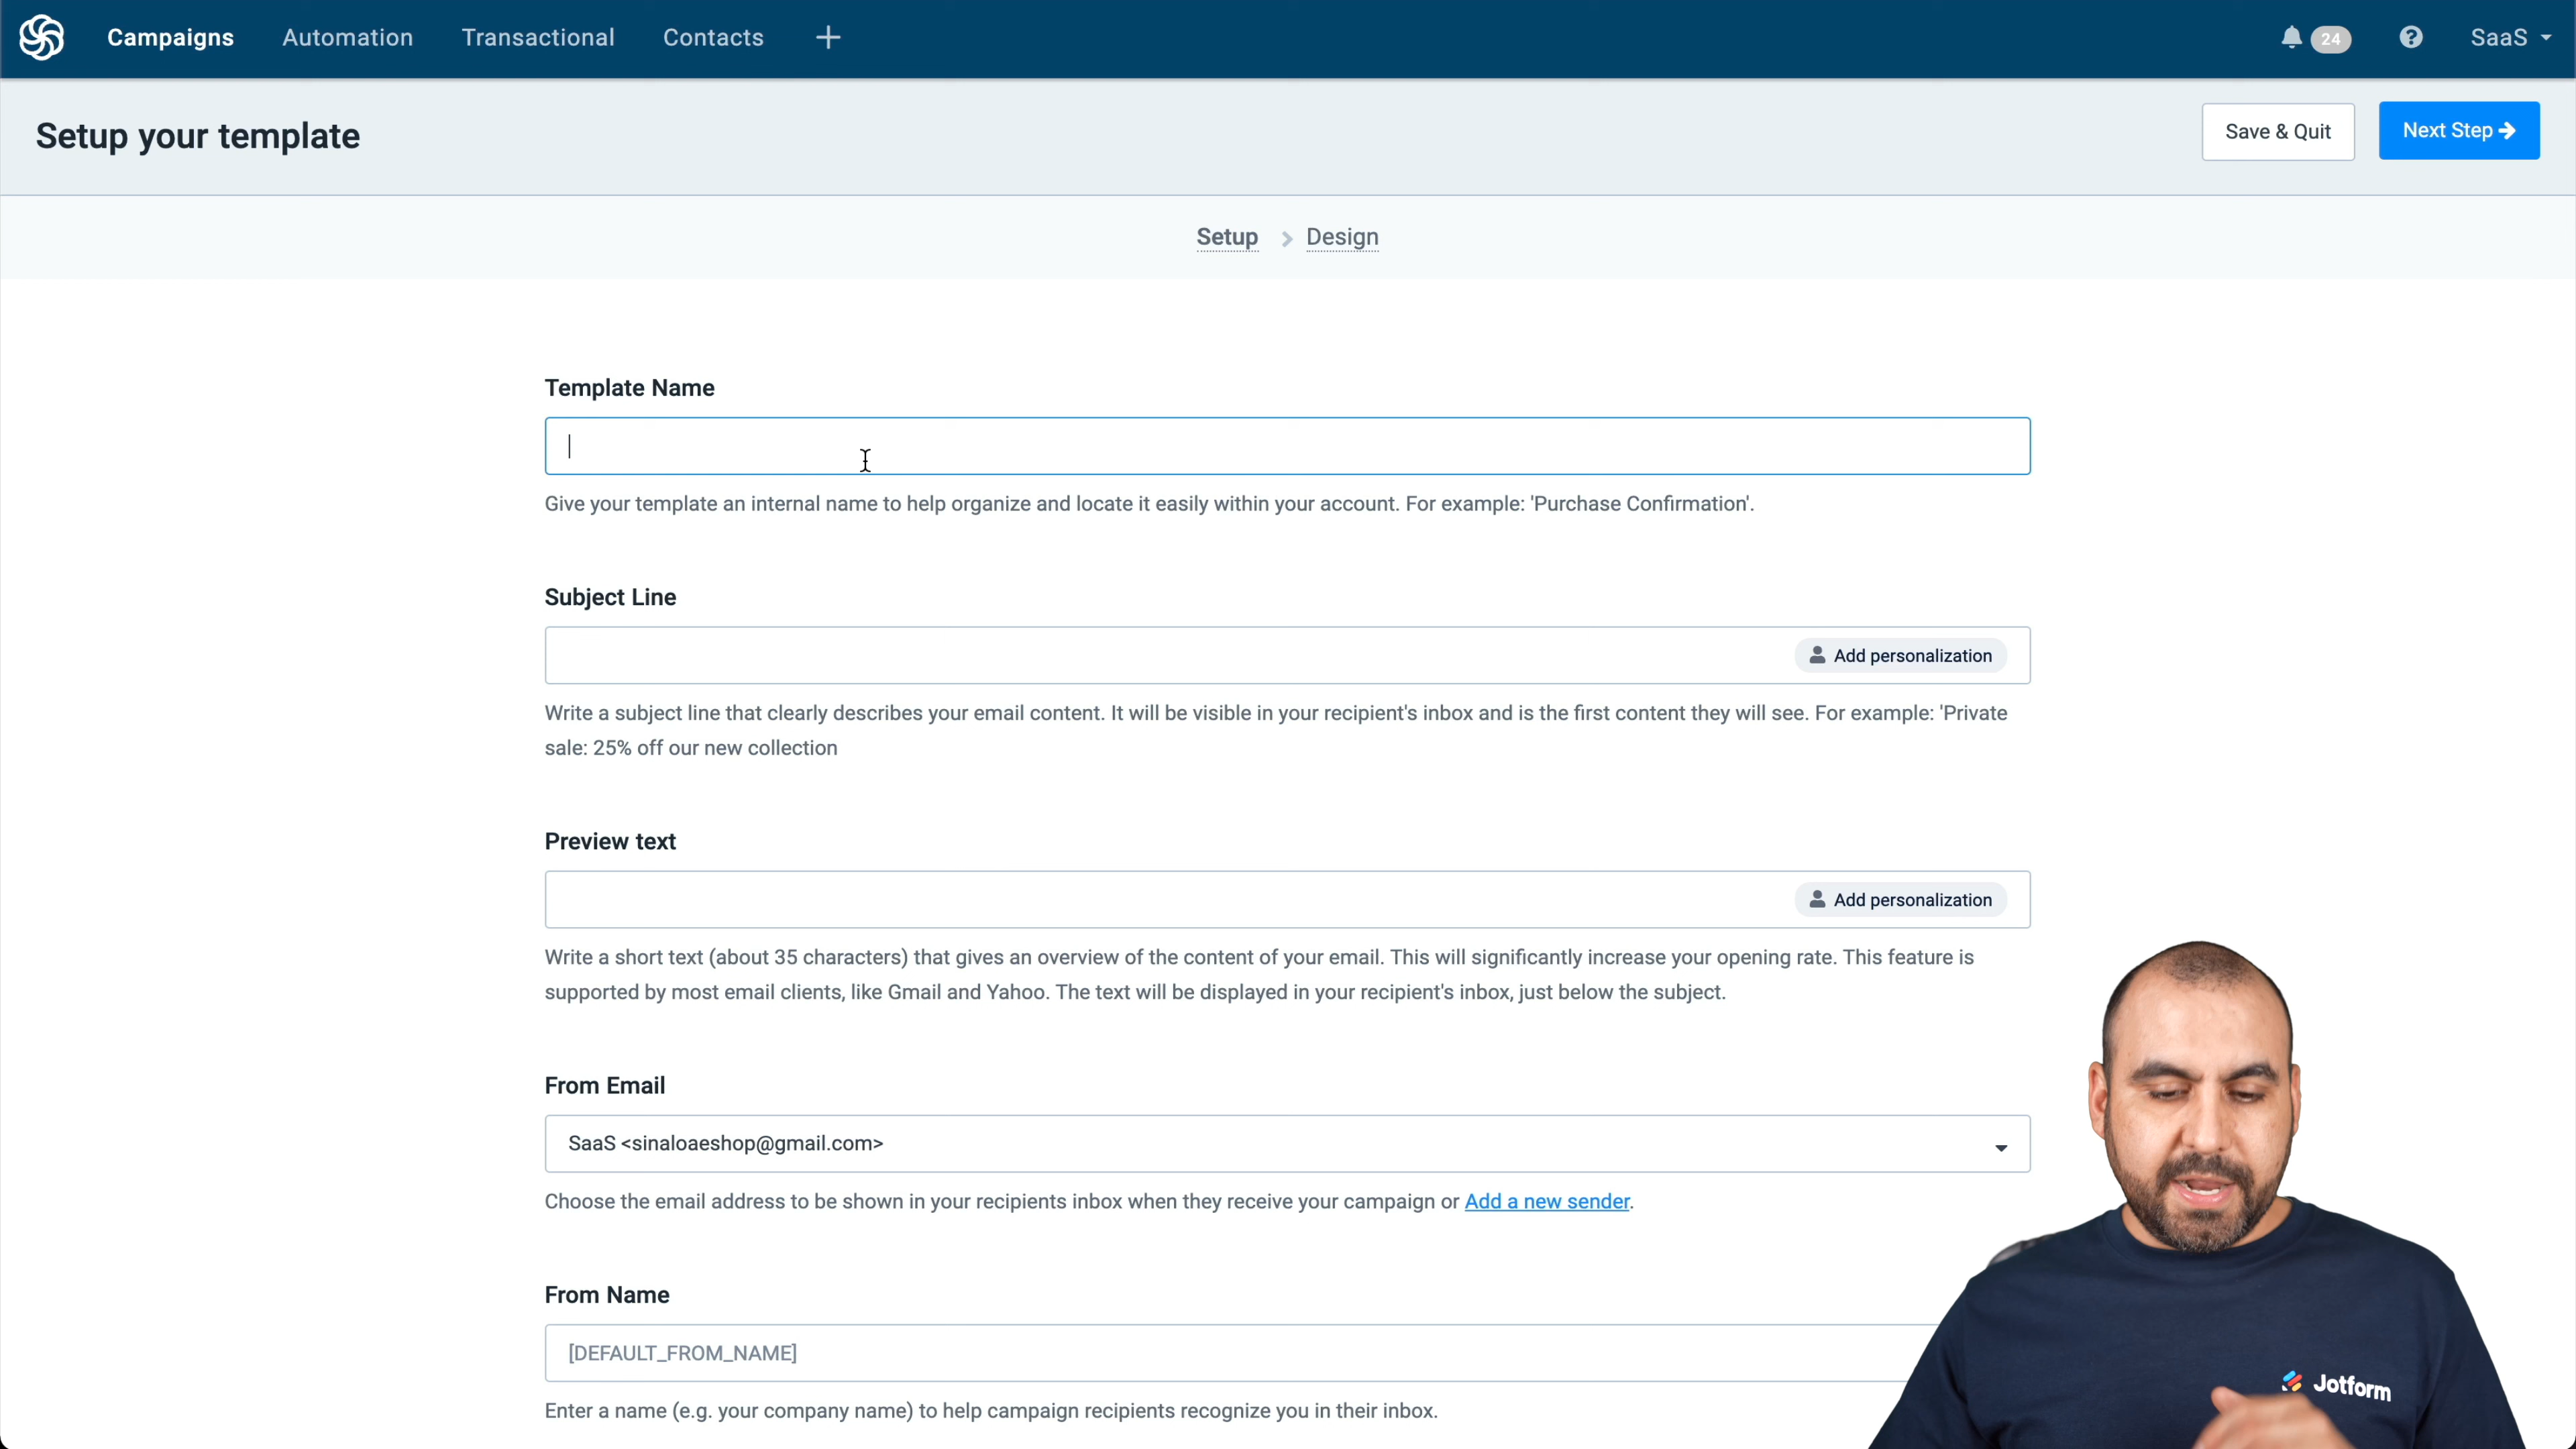 Campaigns Automation Transactional Contacts + 24 ? SaaS
Setup your template
Save & Quit Next Step →
Setup > Design
Template Name
Give your template an internal name to help organize and locate it easily within your account. For example: 'Purchase Confirmation'.
Subject Line
Add personalization
Write a subject line that clearly describes your email content. It will be visible in your recipient's inbox and is the first content they will see. For example: 'Private
sale: 25% off our new collection
Preview text
Add personalization
Write a short text (about 35 characters) that gives an overview of the content of your email. This will significantly increase your opening rate. This feature is
supported by most email clients, like Gmail and Yahoo. The text will be displayed in your recipient's inbox, just below the subject.
From Email
SaaS <sinaloaeshop@gmail.com>
Choose the email address to be shown in your recipients inbox when they receive your campaign or Add a new sender.
From Name
[DEFAULT_FROM_NAME]
Enter a name (e.g. your company name) to help campaign recipients recognize you in their inbox.
Jotform